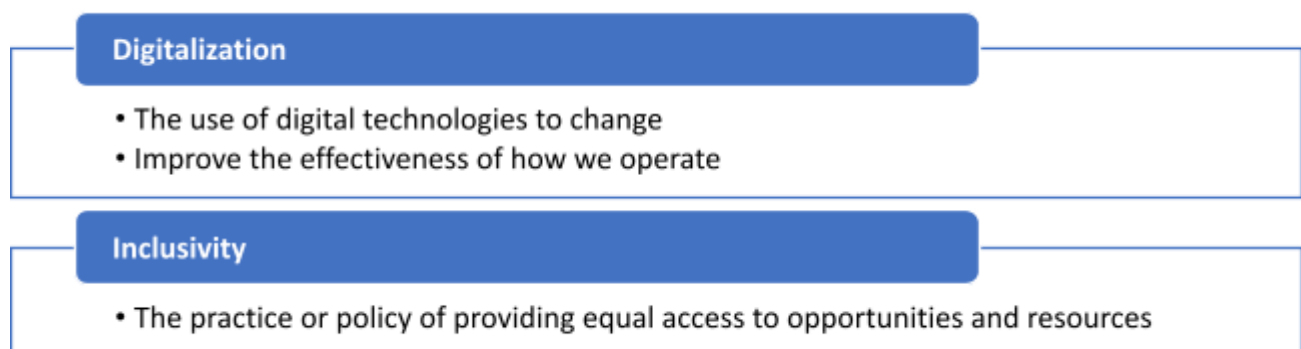 Digitalization
• The use of digital technologies to change
• Improve the effectiveness of how we operate
Inclusivity
• The practice or policy of providing equal access to opportunities and resources